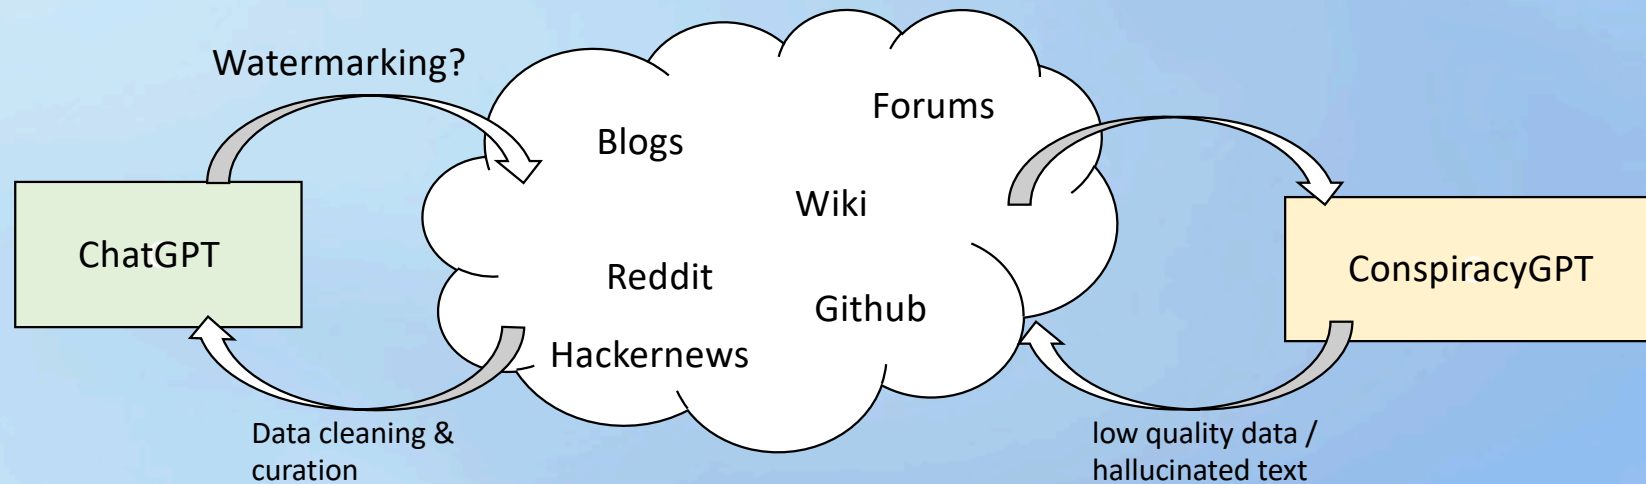 Watermarking?
Forums
Blogs
Wiki
ChatGPT
ConspiracyGPT
Reddit
Github
Hackernews
Data cleaning &
curation
low quality data /
hallucinated text